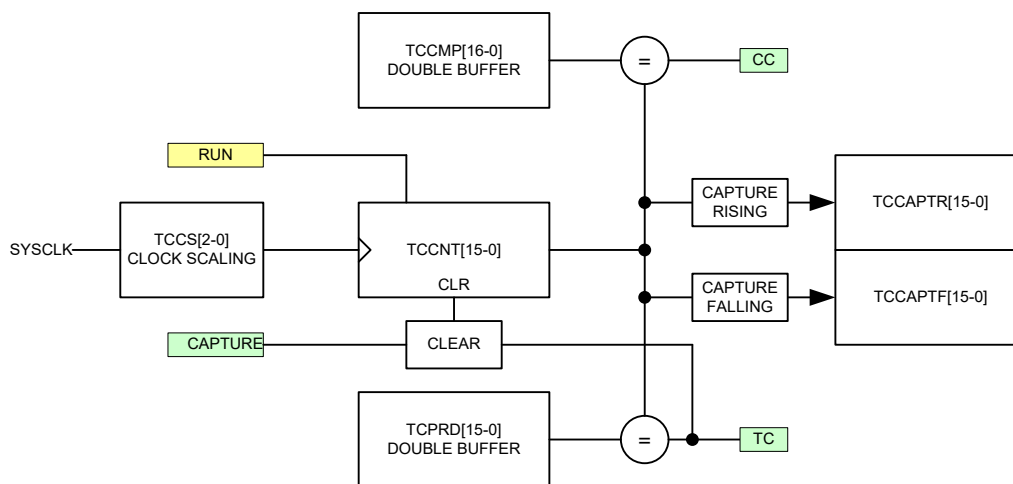 TCCMP[16-0]
DOUBLE BUFFER
=
CC
RUN
CAPTURE
RISING
TCCAPTR[15-0]
SYSCLK
TCCS[2-0]
CLOCK SCALING
TCCNT[15-0]
CLR
CAPTURE
FALLING
TCCAPTF[15-0]
CAPTURE
CLEAR
TCPRD[15-0]
DOUBLE BUFFER
=
TC